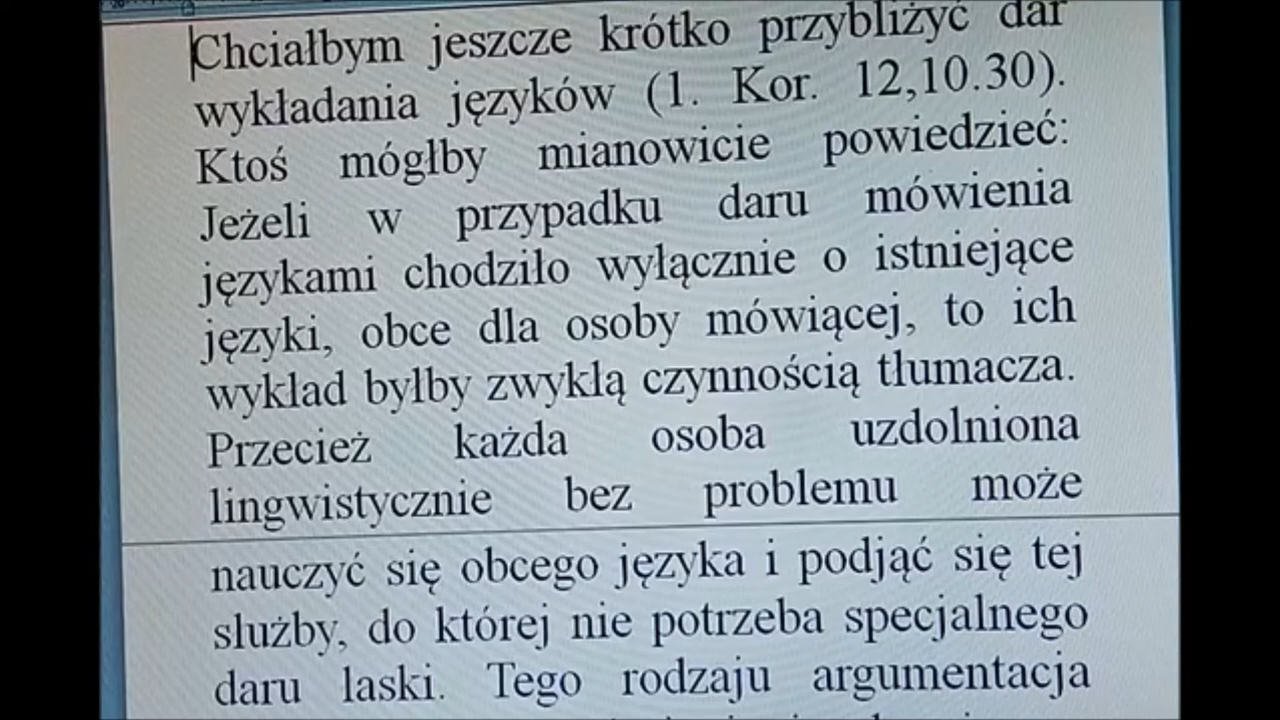 Chciałbym jeszcze krótko przybliżyć dar
wykładania języków (1. Kor. 12,10.30).
Ktoś mógłby mianowicie powiedzieć:
Jeżeli w przypadku daru mówienia
językami chodziło wyłącznie o istniejące
języki, obce dla osoby mówiącej, to ich
wykład byłby zwykłą czynnością tłumacza.
Przecież każda osoba uzdolniona
lingwistycznie bez problemu może
nauczyć się obcego języka i podjąć się tej
służby, do której nie potrzeba specjalnego
daru łaski. Tego rodzaju argumentacja